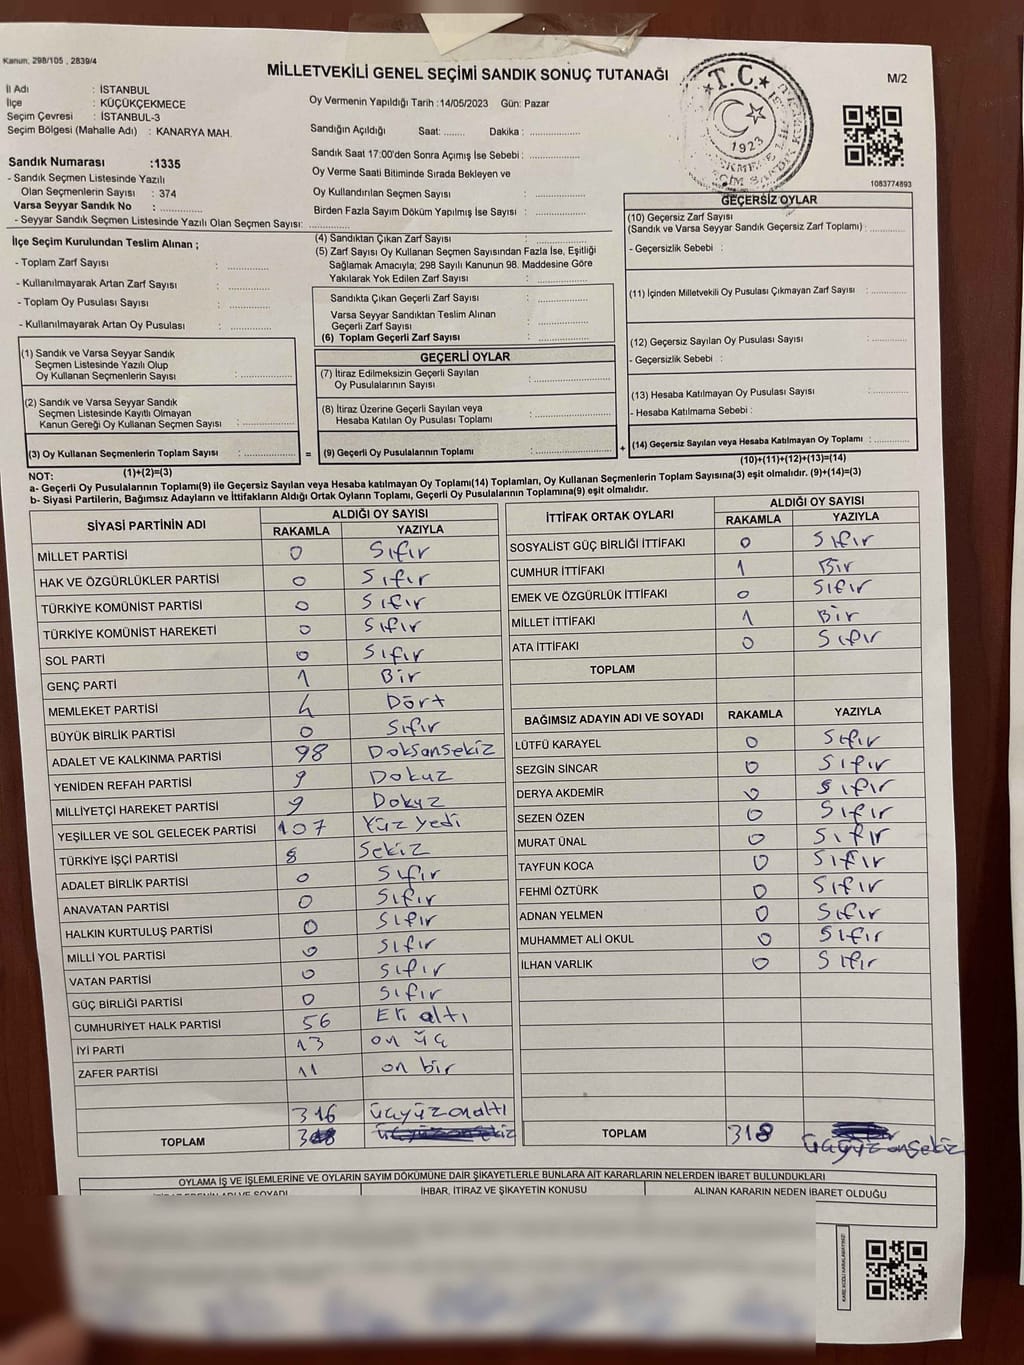 Kanun: 298/105 , 2839/4
MİLLETVEKİLİ GENEL SEÇİMİ SANDIK SONUÇ TUTANAĞI
M/2
İl Adı : İSTANBUL
İlçe : KÜÇÜKÇEKMECE
Seçim Çevresi : İSTANBUL-3
Seçim Bölgesi (Mahalle Adı) : KANARYA MAH.
Sandık Numarası :1335
- Sandık Seçmen Listesinde Yazılı
Olan Seçmenlerin Sayısı : 374
Varsa Seyyar Sandık No : ..............
- Seyyar Sandık Seçmen Listesinde Yazılı Olan Seçmen Sayısı: ..............
Oy Vermenin Yapıldığı Tarih :14/05/2023 Gün: Pazar
Sandığın Açıldığı Saat: ....... Dakika : ..............
Sandık Saat 17:00'den Sonra Açımış İse Sebebi : ..............
Oy Verme Saati Bitiminde Sırada Bekleyen ve
Oy Kullandırılan Seçmen Sayısı : ..............
Birden Fazla Sayım Döküm Yapılmış İse Sayısı : ..............
T.C.
1923
1083774893
İlçe Seçim Kurulundan Teslim Alınan ;
- Toplam Zarf Sayısı : ............
- Kullanılmayarak Artan Zarf Sayısı : ............
- Toplam Oy Pusulası Sayısı : ............
- Kullanılmayarak Artan Oy Pusulası : ............
(4) Sandıktan Çıkan Zarf Sayısı : ..............
(5) Zarf Sayısı Oy Kullanan Seçmen Sayısından Fazla İse, Eşitliği
Sağlamak Amacıyla; 298 Sayılı Kanunun 98. Maddesine Göre
Yakılarak Yok Edilen Zarf Sayısı : ..............
Sandıkta Çıkan Geçerli Zarf Sayısı : ..............
Varsa Seyyar Sandıktan Teslim Alınan
Geçerli Zarf Sayısı : ..............
(6) Toplam Geçerli Zarf Sayısı : ..............
GEÇERSİZ OYLAR
(10) Geçersiz Zarf Sayısı
(Sandık ve Varsa Seyyar Sandık Geçersiz Zarf Toplamı) : ..........
- Geçersizlik Sebebi :
(11) İçinden Milletvekili Oy Pusulası Çıkmayan Zarf Sayısı : ..........
(12) Geçersiz Sayılan Oy Pusulası Sayısı : ..........
- Geçersizlik Sebebi :
(13) Hesaba Katılmayan Oy Pusulası Sayısı : ..........
- Hesaba Katılmama Sebebi :
(14) Geçersiz Sayılan veya Hesaba Katılmayan Oy Toplamı : ..........
(10)+(11)+(12)+(13)=(14)
(1) Sandık ve Varsa Seyyar Sandık
Seçmen Listesinde Yazılı Olup
Oy Kullanan Seçmenlerin Sayısı : ..............
(2) Sandık ve Varsa Seyyar Sandık
Seçmen Listesinde Kayıtlı Olmayan
Kanun Gereği Oy Kullanan Seçmen Sayısı : ..............
(3) Oy Kullanan Seçmenlerin Toplam Sayısı : .............. =
(1)+(2)=(3)
GEÇERLİ OYLAR
(7) İtiraz Edilmeksizin Geçerli Sayılan
Oy Pusulalarının Sayısı : ..............
(8) İtiraz Üzerine Geçerli Sayılan veya
Hesaba Katılan Oy Pusulası Toplamı : ..............
(9) Geçerli Oy Pusulalarının Toplamı : .............. +
NOT:
a- Geçerli Oy Pusulalarının Toplamı(9) ile Geçersiz Sayılan veya Hesaba katılmayan Oy Toplamı(14) Toplamları, Oy Kullanan Seçmenlerin Toplam Sayısına(3) eşit olmalıdır. (9)+(14)=(3)
b- Siyasi Partilerin, Bağımsız Adayların ve İttifakların Aldığı Ortak Oyların Toplamı, Geçerli Oy Pusulalarının Toplamına(9) eşit olmalıdır.
SİYASİ PARTİNİN ADI ALDIĞI OY SAYISI
RAKAMLA YAZIYLA
MİLLET PARTİSİ 0 Sıfır
HAK VE ÖZGÜRLÜKLER PARTİSİ 0 Sıfır
TÜRKİYE KOMÜNİST PARTİSİ 0 Sıfır
TÜRKİYE KOMÜNİST HAREKETİ 0 Sıfır
SOL PARTİ 0 Sıfır
GENÇ PARTİ 1 Bir
MEMLEKET PARTİSİ 4 Dört
BÜYÜK BİRLİK PARTİSİ 0 Sıfır
ADALET VE KALKINMA PARTİSİ 98 Doksansekiz
YENİDEN REFAH PARTİSİ 9 Dokuz
MİLLİYETÇİ HAREKET PARTİSİ 9 Dokuz
YEŞİLLER VE SOL GELECEK PARTİSİ 107 Yüz yedi
TÜRKİYE İŞÇİ PARTİSİ 8 Sekiz
ADALET BİRLİK PARTİSİ 0 Sıfır
ANAVATAN PARTİSİ 0 Sıfır
HALKIN KURTULUŞ PARTİSİ 0 Sıfır
MİLLİ YOL PARTİSİ 0 Sıfır
VATAN PARTİSİ 0 Sıfır
GÜÇ BİRLİĞİ PARTİSİ 0 Sıfır
CUMHURİYET HALK PARTİSİ 56 Eli altı
İYİ PARTİ 13 on üç
ZAFER PARTİSİ 11 on bir
316 üçyüzonaltı
TOPLAM
İTTİFAK ORTAK OYLARI ALDIĞI OY SAYISI
RAKAMLA YAZIYLA
SOSYALİST GÜÇ BİRLİĞİ İTTİFAKI 0 Sıfır
CUMHUR İTTİFAKI 1 Bir
EMEK VE ÖZGÜRLÜK İTTİFAKI 0 Sıfır
MİLLET İTTİFAKI 1 Bir
ATA İTTİFAKI 0 Sıfır
TOPLAM
BAĞIMSIZ ADAYIN ADI VE SOYADI RAKAMLA YAZIYLA
LÜTFÜ KARAYEL 0 Sıfır
SEZGİN SİNCAR 0 Sıfır
DERYA AKDEMİR 0 Sıfır
SEZEN ÖZEN 0 Sıfır
MURAT ÜNAL 0 Sıfır
TAYFUN KOCA 0 Sıfır
FEHMİ ÖZTÜRK 0 Sıfır
ADNAN YELMEN 0 Sıfır
MUHAMMET ALİ OKUL 0 Sıfır
İLHAN VARLIK 0 Sıfır
TOPLAM 318 üçyüzonsekiz
OYLAMA İŞ VE İŞLEMLERİNE VE OYLARIN SAYIM DÖKÜMÜNE DAİR ŞİKAYETLERLE BUNLARA AİT KARARLARIN NELERDEN İBARET BULUNDUKLARI
İHBAR, İTİRAZ VE ŞİKAYETİN KONUSU ALINAN KARARIN NEDEN İBARET OLDUĞU